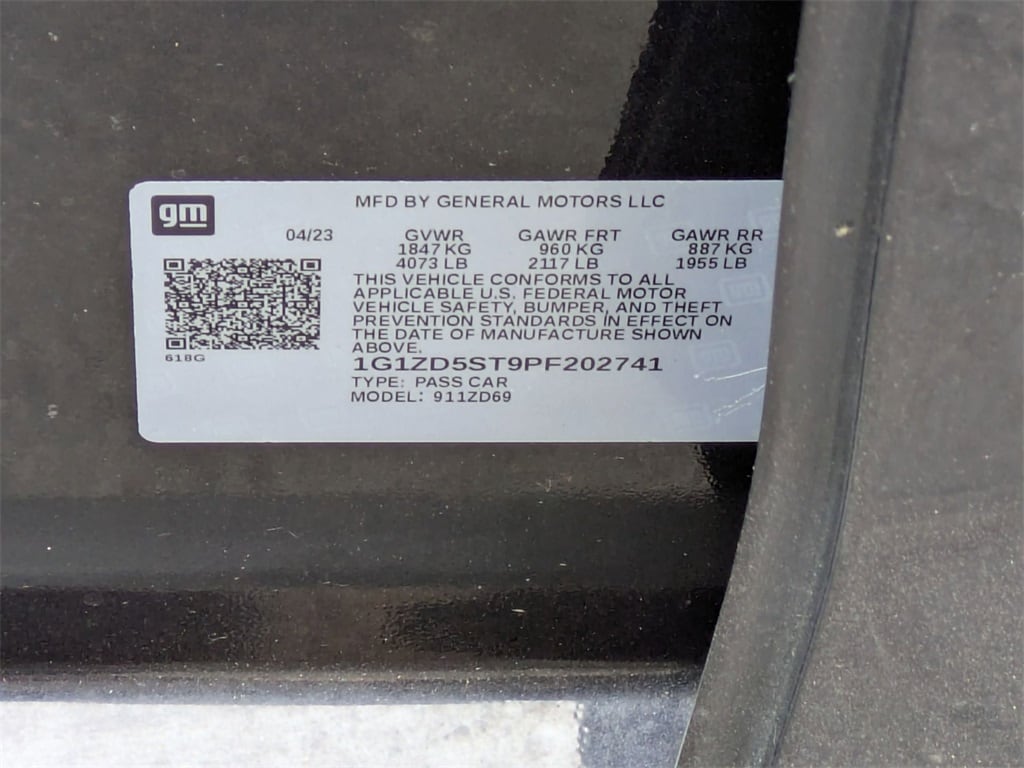 gm
MFD BY GENERAL MOTORS LLC
04/23 GVWR GAWR FRT GAWR RR
1847 KG 960 KG 887 KG
4073 LB 2117 LB 1955 LB
THIS VEHICLE CONFORMS TO ALL
APPLICABLE U.S. FEDERAL MOTOR
VEHICLE SAFETY, BUMPER, AND THEFT
PREVENTION STANDARDS IN EFFECT ON
THE DATE OF MANUFACTURE SHOWN
ABOVE.
618G
1G1ZD5ST9PF202741
TYPE: PASS CAR
MODEL: 911ZD69